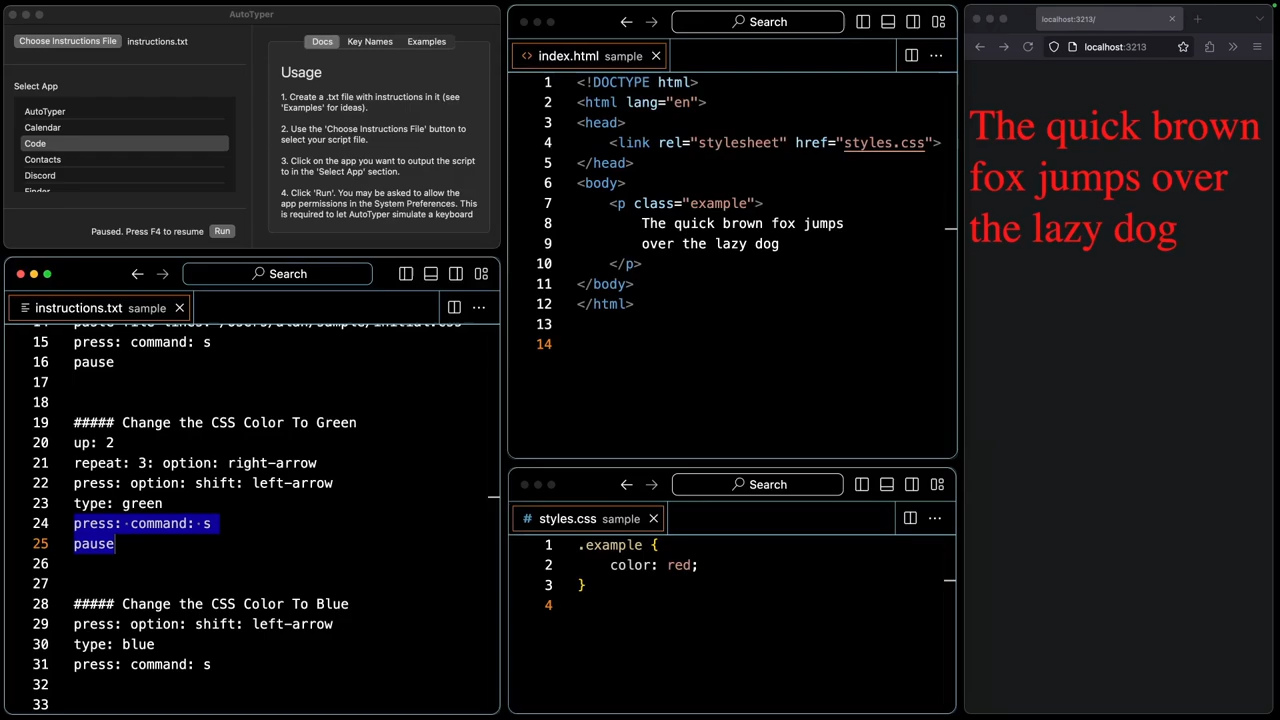 AutoTyper
Choose Instructions File instructions.txt
Select App
AutoTyper
Calendar
Code
Contacts
Discord
Finder
Paused. Press F4 to resume Run
Docs Key Names Examples
Usage
1. Create a .txt file with instructions in it (see
'Examples' for ideas).
2. Use the 'Choose Instructions File' button to
select your script file.
3. Click on the app you want to output the script
to in the 'Select App' section.
4. Click 'Run'. You may be asked to allow the
app permissions in the System Preferences. This
is required to let AutoTyper simulate a keyboard
Search
instructions.txt sample
14 paste file lines: /Users/alan/sample/initial.css
15 press: command: s
16 pause
17
18
19 ##### Change the CSS Color To Green
20 up: 2
21 repeat: 3: option: right-arrow
22 press: option: shift: left-arrow
23 type: green
24 press: command: s
25 pause
26
27
28 ##### Change the CSS Color To Blue
29 press: option: shift: left-arrow
30 type: blue
31 press: command: s
32
33
Search
index.html sample
1 <!DOCTYPE html>
2 <html lang="en">
3 <head>
4 <link rel="stylesheet" href="styles.css">
5 </head>
6 <body>
7 <p class="example">
8 The quick brown fox jumps
9 over the lazy dog
10 </p>
11 </body>
12 </html>
13
14
Search
# styles.css sample
1 .example {
2 color: red;
3 }
4
localhost:3213/
localhost:3213
The quick brown
fox jumps over
the lazy dog